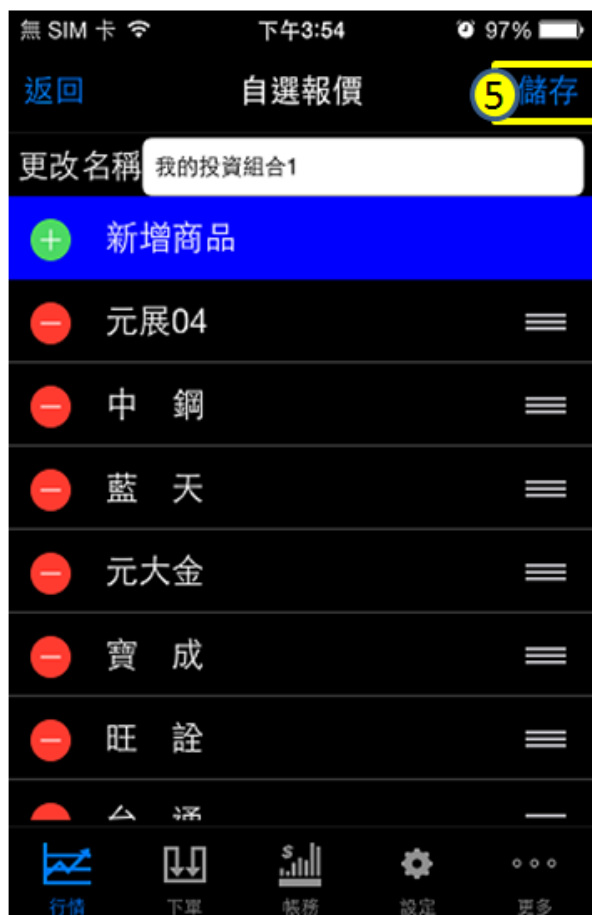 無 SIM 卡 下午3:54 97%
返回 自選報價 5 儲存
更改名稱 我的投資組合1
新增商品
元展04
中 鋼
藍 天
元大金
寶 成
旺 詮
台 通
$
行情 下單 帳務 設定 更多